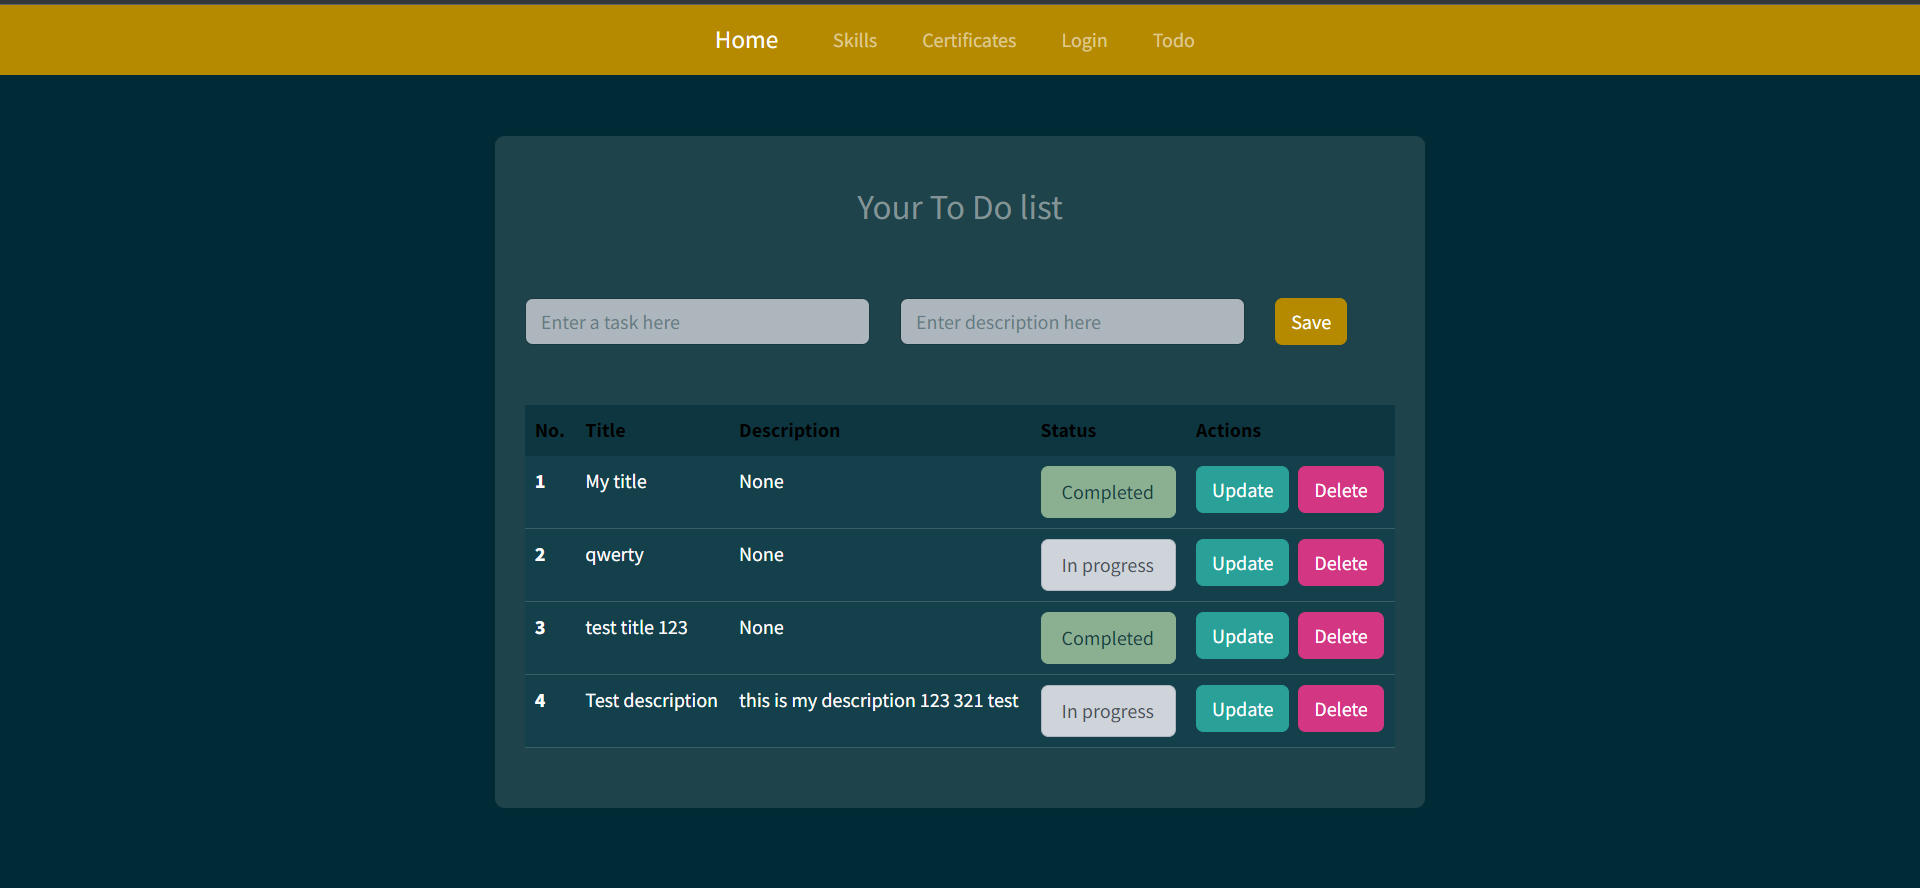 Home Skills Certificates Login Todo
Your To Do list
Enter a task here Enter description here Save
No. Title Description Status Actions
1 My title None Completed Update Delete
2 qwerty None In progress Update Delete
3 test title 123 None Completed Update Delete
4 Test description this is my description 123 321 test In progress Update Delete